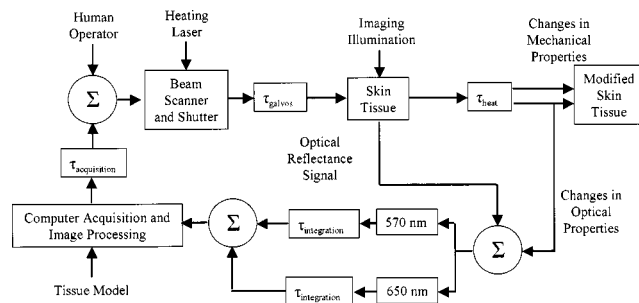 Human
Operator
Heating
Laser
Imaging
Illumination
Changes in
Mechanical
Properties
Σ
Beam
Scanner
and Shutter
τgalvos
Skin
Tissue
τheat
Modified
Skin
Tissue
τacquisition
Optical
Reflectance
Signal
Changes
in Optical
Properties
Computer Acquisition and
Image Processing
Σ
τintegration
570 nm
Σ
τintegration
650 nm
Tissue Model